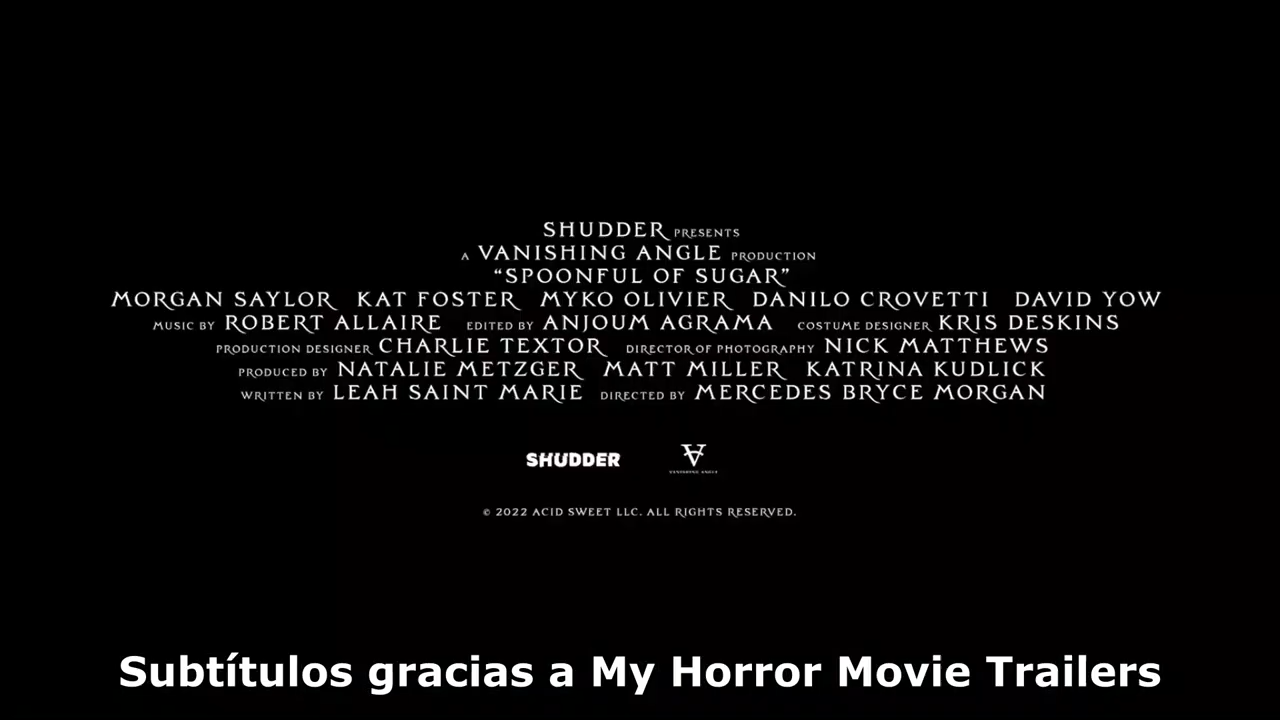 SHUDDER PRESENTS
A VANISHING ANGLE PRODUCTION
“SPOONFUL OF SUGAR”
MORGAN SAYLOR KAT FOSTER MYKO OLIVIER DANILO CROVETTI DAVID YOW
MUSIC BY ROBERT ALLAIRE EDITED BY ANJOUM AGRAMA COSTUME DESIGNER KRIS DESKINS
PRODUCTION DESIGNER CHARLIE TEXTOR DIRECTOR OF PHOTOGRAPHY NICK MATTHEWS
PRODUCED BY NATALIE METZGER MATT MILLER KATRINA KUDLICK
WRITTEN BY LEAH SAINT MARIE DIRECTED BY MERCEDES BRYCE MORGAN
SHUDDER
VANISHING ANGLE
© 2022 ACID SWEET LLC. ALL RIGHTS RESERVED.
Subtítulos gracias a My Horror Movie Trailers